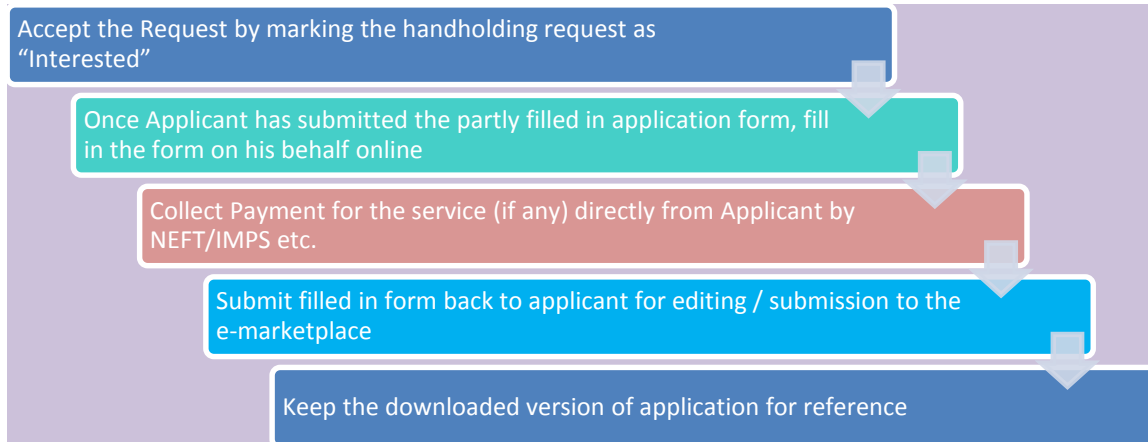 Accept the Request by marking the handholding request as
“Interested”
Once Applicant has submitted the partly filled in application form, fill
in the form on his behalf online
Collect Payment for the service (if any) directly from Applicant by
NEFT/IMPS etc.
Submit filled in form back to applicant for editing / submission to the
e-marketplace
Keep the downloaded version of application for reference